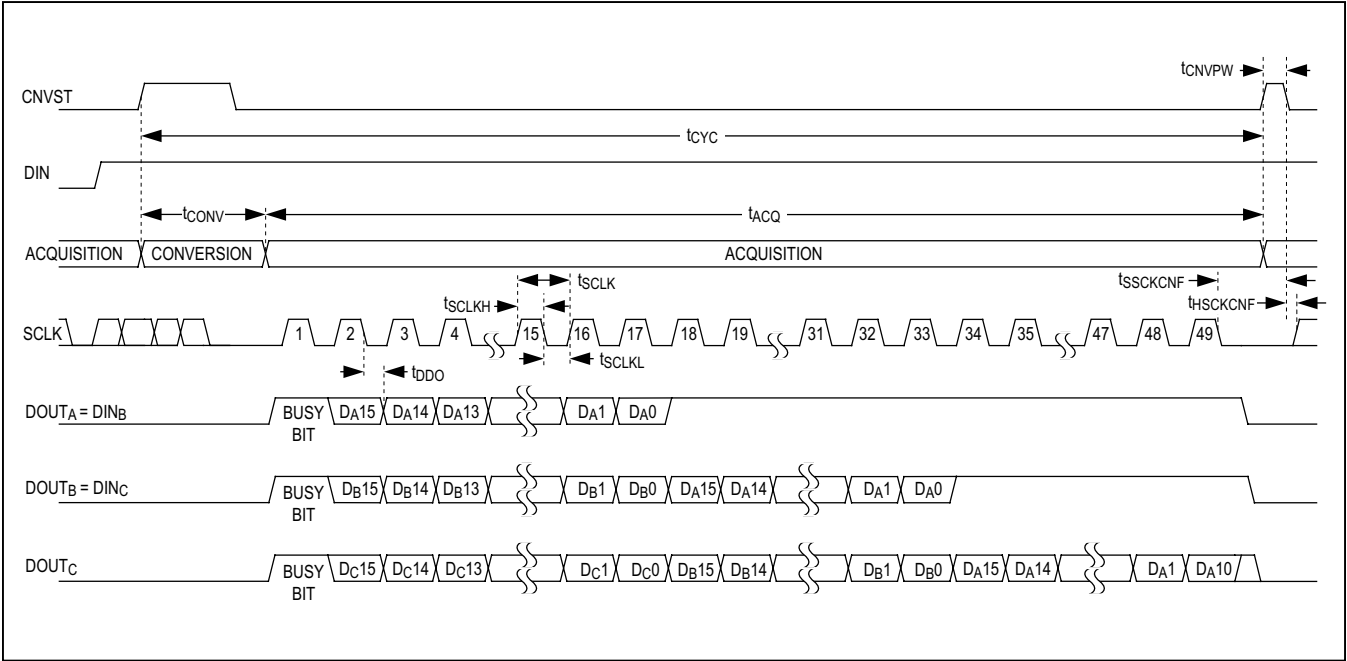 tCNVPW
CNVST
tCYC
DIN
tCONV
tACQ
ACQUISITION CONVERSION ACQUISITION
tSCLK
tSSCKCNF
tSCLKH
tHSCKCNF
SCLK 1 2 3 4 15 16 17 18 19 31 32 33 34 35 47 48 49
tSCLKL
tDDO
DOUTA = DINB BUSY BIT DA15 DA14 DA13 DA1 DA0
DOUTB = DINC BUSY BIT DB15 DB14 DB13 DB1 DB0 DA15 DA14 DA1 DA0
DOUTC BUSY BIT DC15 DC14 DC13 DC1 DC0 DB15 DB14 DB1 DB0 DA15 DA14 DA1 DA10